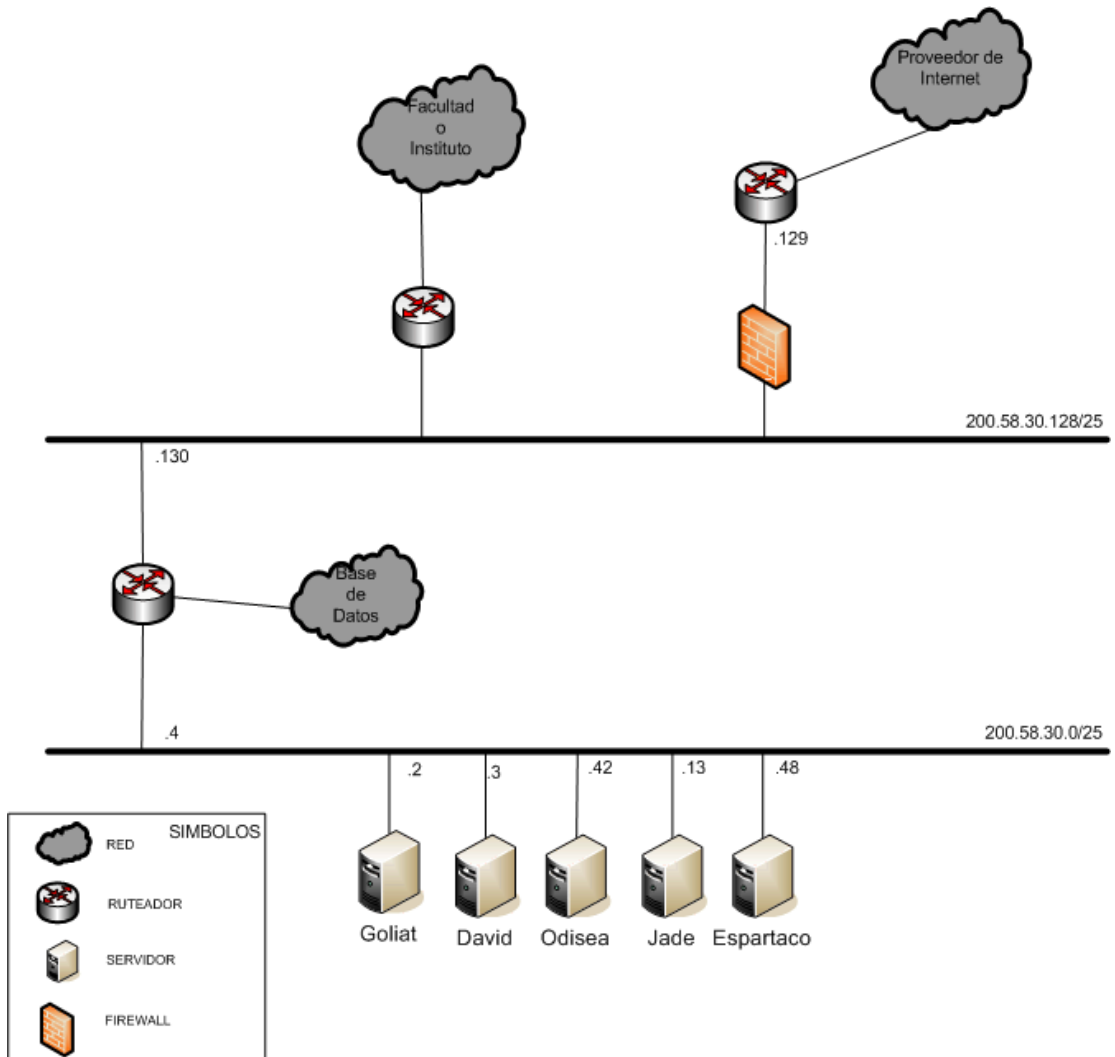 Proveedor de
Internet
Facultad
o
Instituto
.129
200.58.30.128/25
.130
Base
de
Datos
.4
200.58.30.0/25
.2
.3
.42
.13
.48
Goliat
David
Odisea
Jade
Espartaco
SIMBOLOS
RED
RUTEADOR
SERVIDOR
FIREWALL